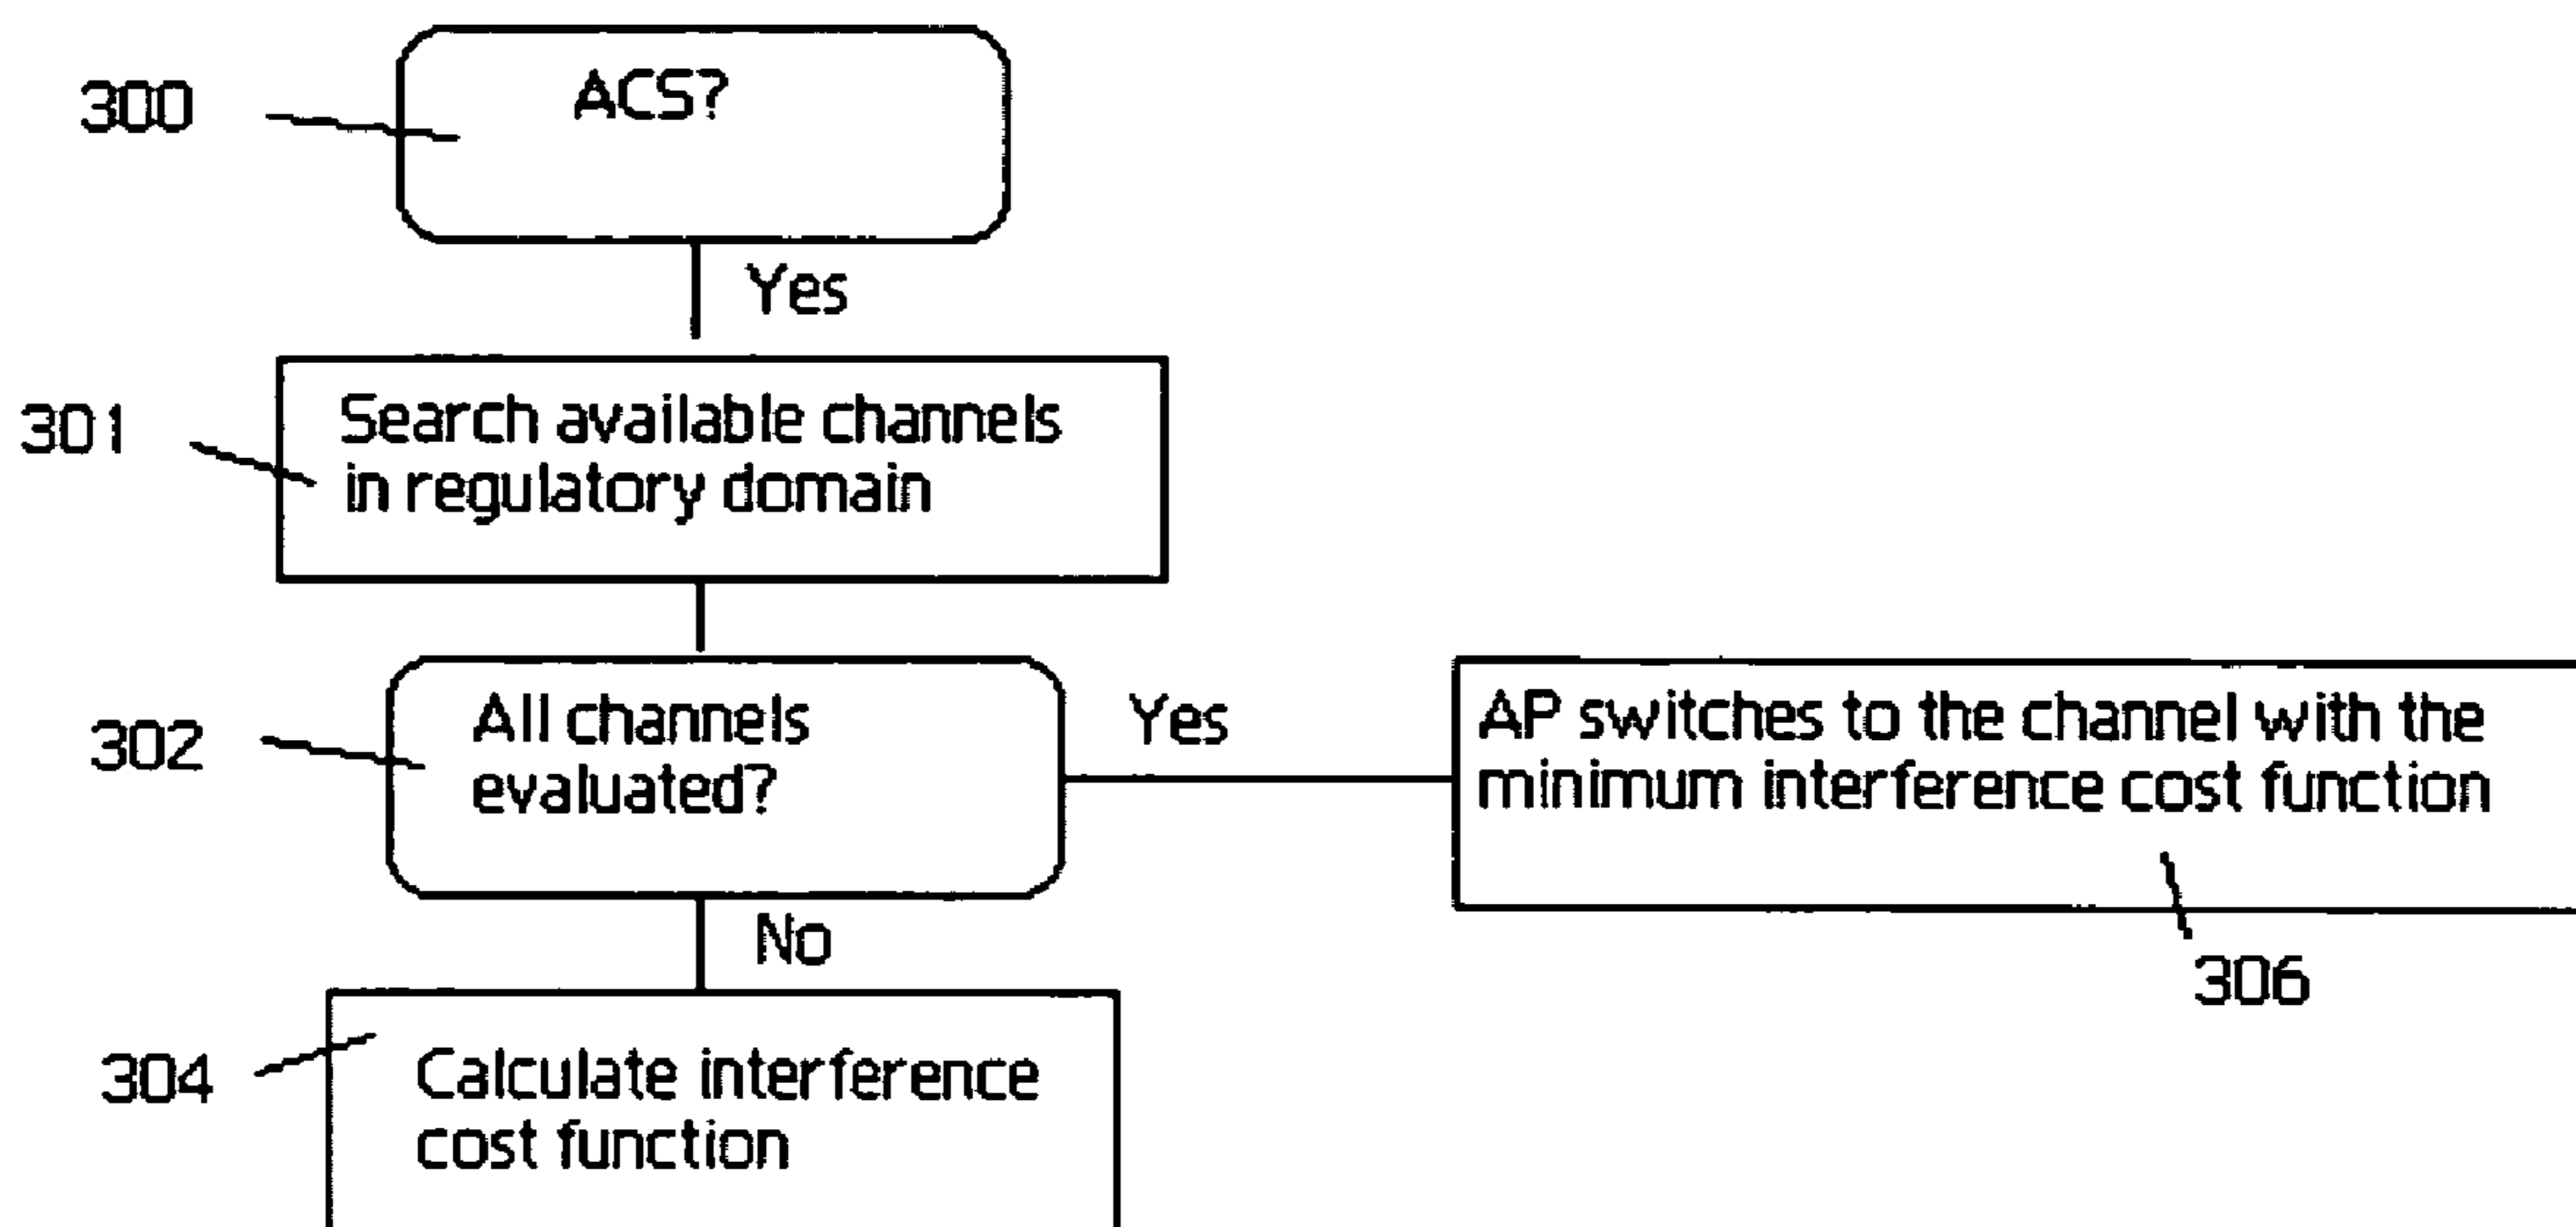 300
ACS?
Yes
301
Search available channels
in regulatory domain
302
All channels
evaluated?
Yes
AP switches to the channel with the
minimum interference cost function
306
No
304
Calculate interference
cost function